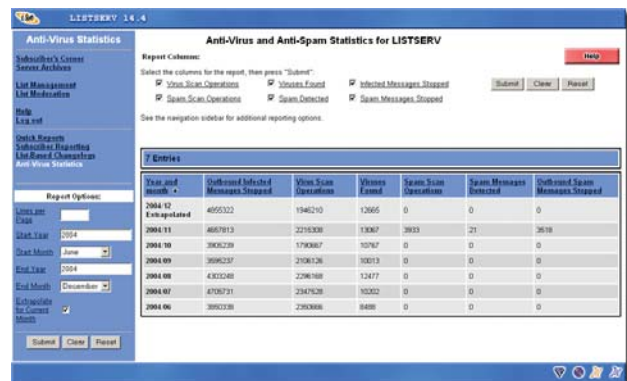 LISTSERV 14.4
Anti-Virus Statistics
Subscriber's Corner
Server Archives
List Management
List Moderation
Help
Log out
Quick Reports
Subscriber Reporting
List-Based Changelogs
Anti-Virus Statistics
Report Options:
Lines per Page
Start Year 2004
Start Month June
End Year 2004
End Month December
Extrapolate for Current Month
Submit Clear Reset
Anti-Virus and Anti-Spam Statistics for LISTSERV
Report Columns:
Help
Select the columns for the report, then press "Submit":
Virus Scan Operations Viruses Found Infected Messages Stopped
Submit Clear Reset
Spam Scan Operations Spam Detected Spam Messages Stopped
See the navigation sidebar for additional reporting options.
7 Entries
Year and month Outbound Infected Messages Stopped Virus Scan Operations Viruses Found Spam Scan Operations Spam Messages Detected Outbound Spam Messages Stopped
2004/12 Extrapolated 4955322 1946210 12665 0 0 0
2004/11 4657813 2215308 13067 3933 21 3518
2004/10 3906239 1790667 10767 0 0 0
2004/09 3595237 2106126 10013 0 0 0
2004/08 4303248 2296168 12477 0 0 0
2004/07 4705731 2347528 10202 0 0 0
2004/06 3850338 2350666 8488 0 0 0